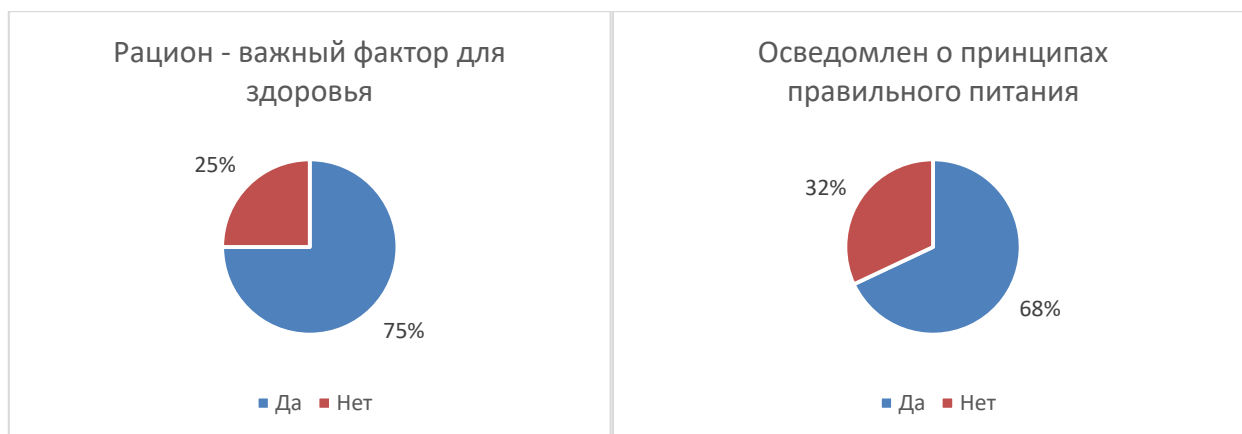 Рацион - важный фактор для
здоровья
25%
75%
Да Нет
Осведомлен о принципах
правильного питания
32%
68%
Да Нет